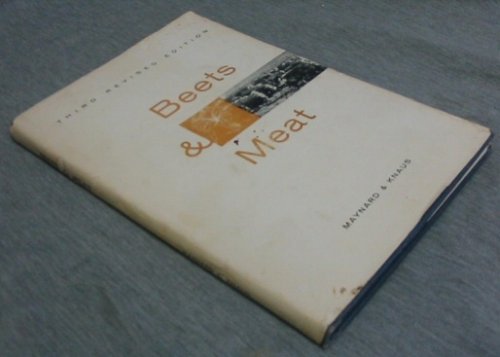 THIRD REVISED EDITION
Beets
& Meat
MAYNARD & KNAUS